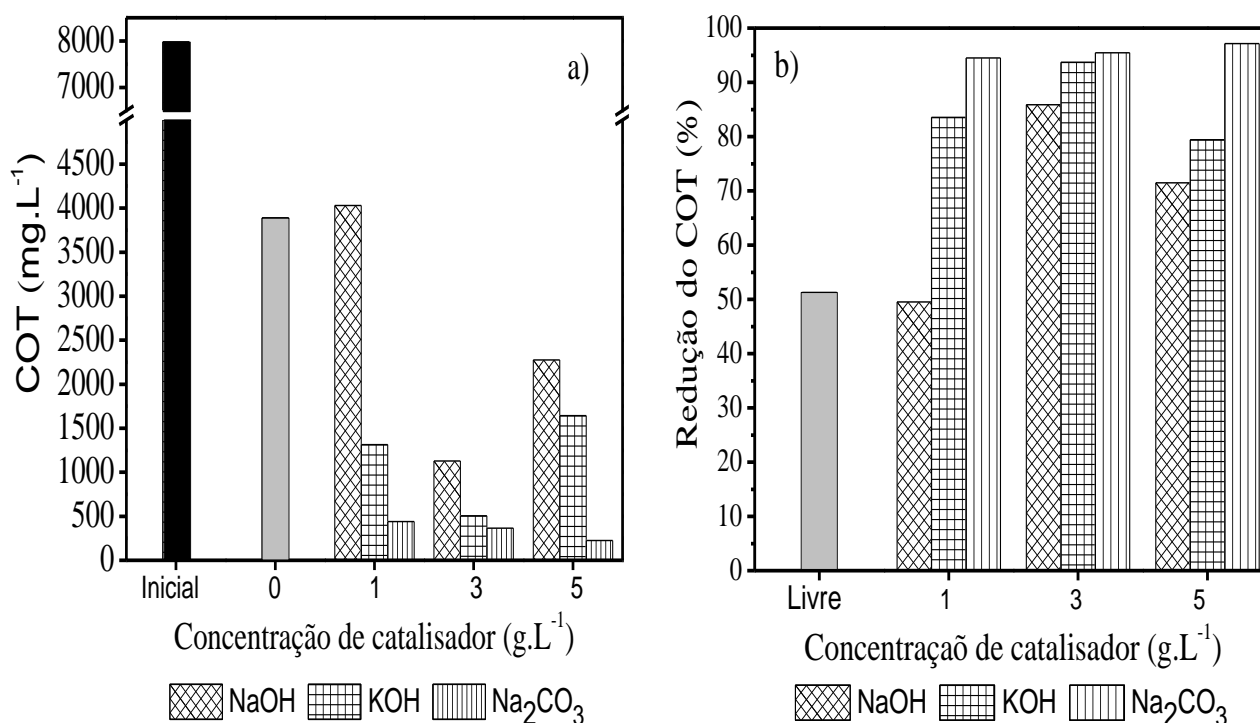 a)
COT (mg.L⁻¹)
8000
7000
4500
4000
3500
3000
2500
2000
1500
1000
500
0
Inicial 0 1 3 5
Concentração de catalisador (g.L⁻¹)
NaOH KOH Na₂CO₃
b)
Redução do COT (%)
100
90
80
70
60
50
40
30
20
10
0
Livre 1 3 5
Concentração de catalisador (g.L⁻¹)
NaOH KOH Na₂CO₃